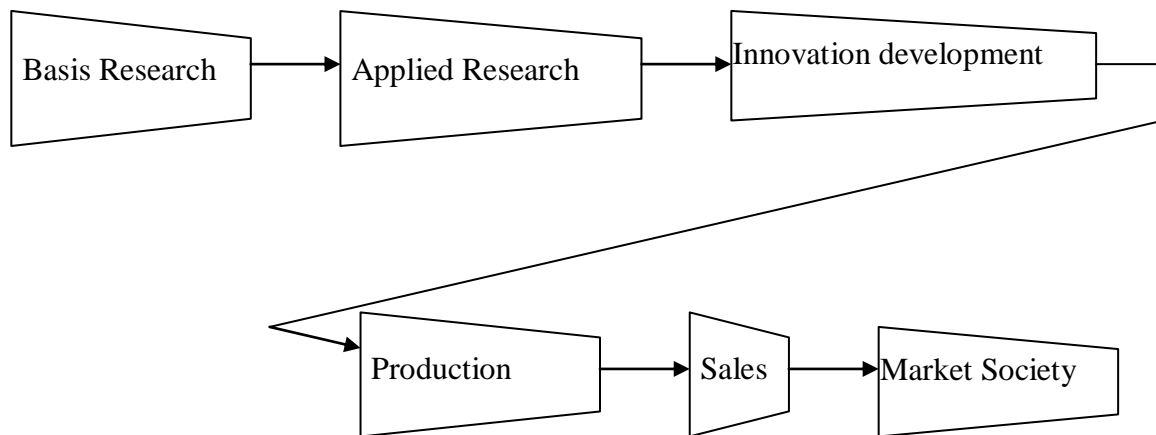 Basis Research
Applied Research
Innovation development
Production
Sales
Market Society